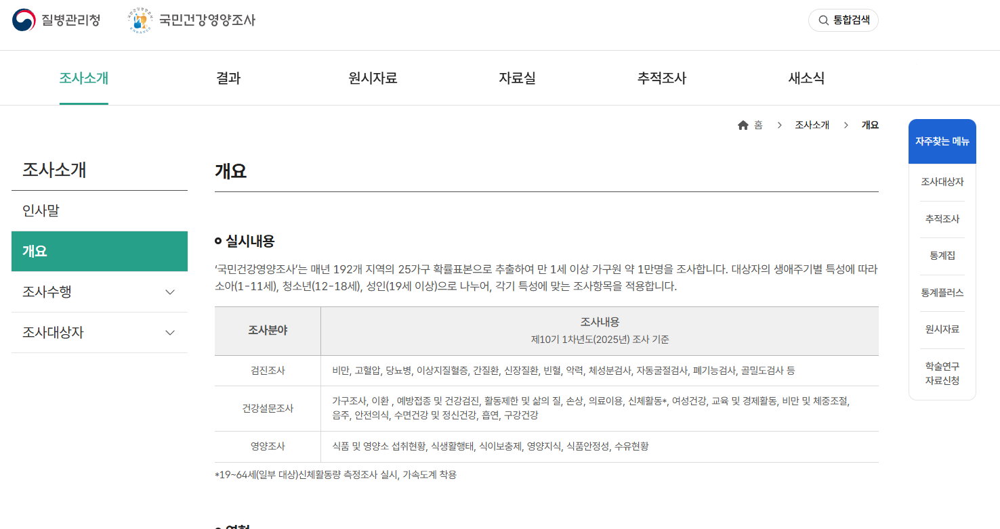 질병관리청
국민건강영양조사
통합검색
조사소개
결과
원시자료
자료실
추적조사
새소식
홈 > 조사소개 > 개요
조사소개
인사말
개요
조사수행
조사대상자
개요
실시내용
‘국민건강영양조사’는 매년 192개 지역의 25가구 확률표본으로 추출하여 만 1세 이상 가구원 약 1만명을 조사합니다. 대상자의 생애주기별 특성에 따라
소아(1-11세), 청소년(12-18세), 성인(19세 이상)으로 나누어, 각기 특성에 맞는 조사항목을 적용합니다.
조사분야
조사내용
제10기 1차년도(2025년) 조사 기준
검진조사
비만, 고혈압, 당뇨병, 이상지질혈증, 간질환, 신장질환, 빈혈, 악력, 체성분검사, 자동굴절검사, 폐기능검사, 골밀도검사 등
건강설문조사
가구조사, 이환 , 예방접종 및 건강검진, 활동제한 및 삶의 질, 손상, 의료이용, 신체활동*, 여성건강, 교육 및 경제활동, 비만 및 체중조절,
음주, 안전의식, 수면건강 및 정신건강, 흡연, 구강건강
영양조사
식품 및 영양소 섭취현황, 식생활행태, 식이보충제, 영양지식, 식품안정성, 수유현황
*19~64세(일부 대상)신체활동량 측정조사 실시, 가속도계 착용
자주찾는 메뉴
조사대상자
추적조사
통계집
통계플러스
원시자료
학술연구
자료신청